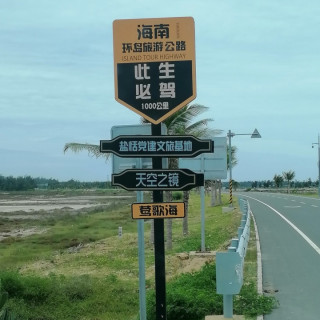 海南
环岛旅游公路
ISLAND TOUR HIGHWAY
此生
必驾
1000公里
盐恬党建文旅基地
天空之镜
莺歌海